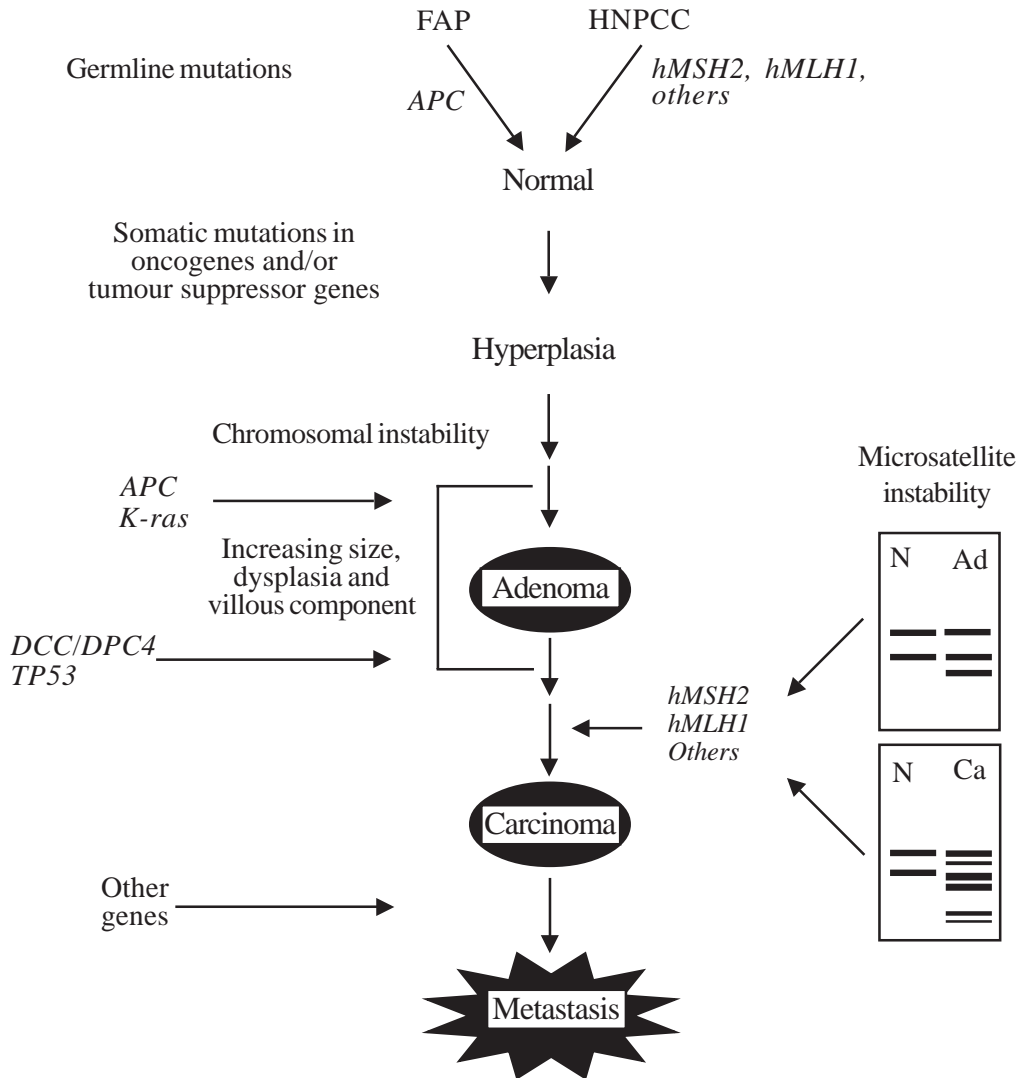 FAP
HNPCC
Germline mutations
APC
hMSH2, hMLH1,
others
Normal
Somatic mutations in
oncogenes and/or
tumour suppressor genes
Hyperplasia
Chromosomal instability
Microsatellite
instability
APC
K-ras
Increasing size,
dysplasia and
villous component
Adenoma
N Ad
DCC/DPC4
TP53
hMSH2
hMLH1
Others
N Ca
Carcinoma
Other
genes
Metastasis